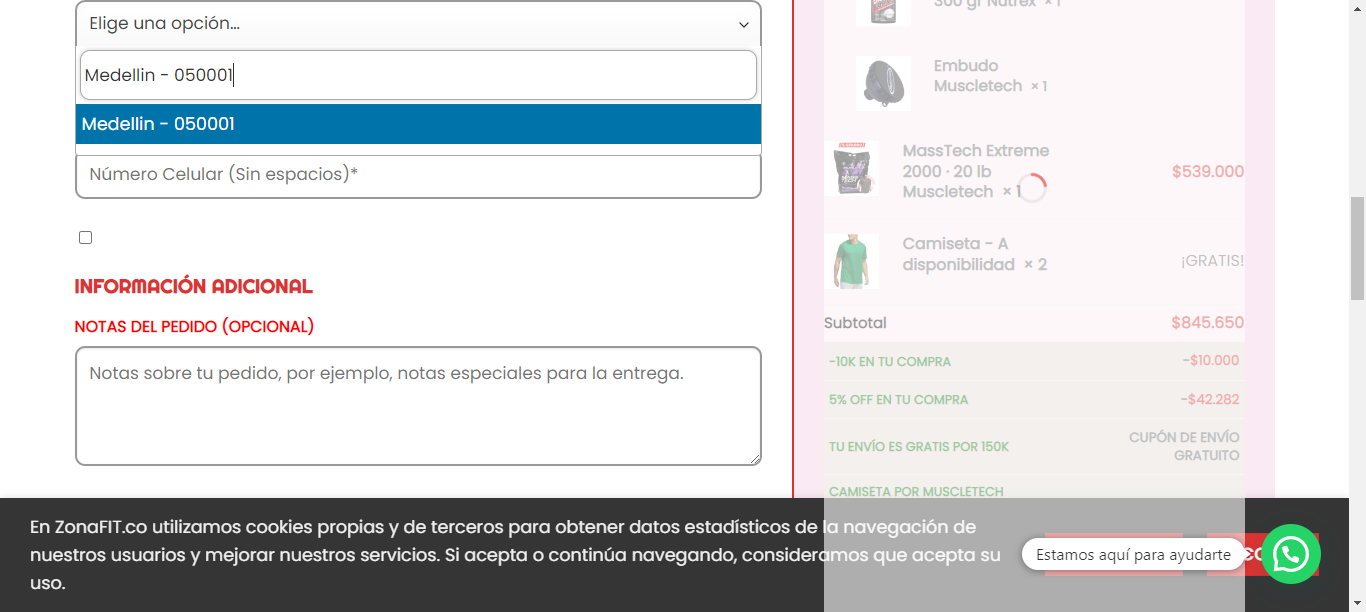 Elige una opción...
Medellin - 050001
Medellin - 050001
Número Celular (Sin espacios)*
INFORMACIÓN ADICIONAL
NOTAS DEL PEDIDO (OPCIONAL)
Notas sobre tu pedido, por ejemplo, notas especiales para la entrega.
300 gr Nutrex × 1
Embudo
Muscletech × 1
MassTech Extreme
2000 · 20 lb
Muscletech × 1
$539.000
Camiseta - A
disponibilidad × 2
¡GRATIS!
Subtotal $845.650
-10K EN TU COMPRA -$10.000
5% OFF EN TU COMPRA -$42.282
TU ENVÍO ES GRATIS POR 150K
CUPÓN DE ENVÍO
GRATUITO
CAMISETA POR MUSCLETECH
En ZonaFIT.co utilizamos cookies propias y de terceros para obtener datos estadísticos de la navegación de
nuestros usuarios y mejorar nuestros servicios. Si acepta o continúa navegando, consideramos que acepta su
uso.
Estamos aquí para ayudarte